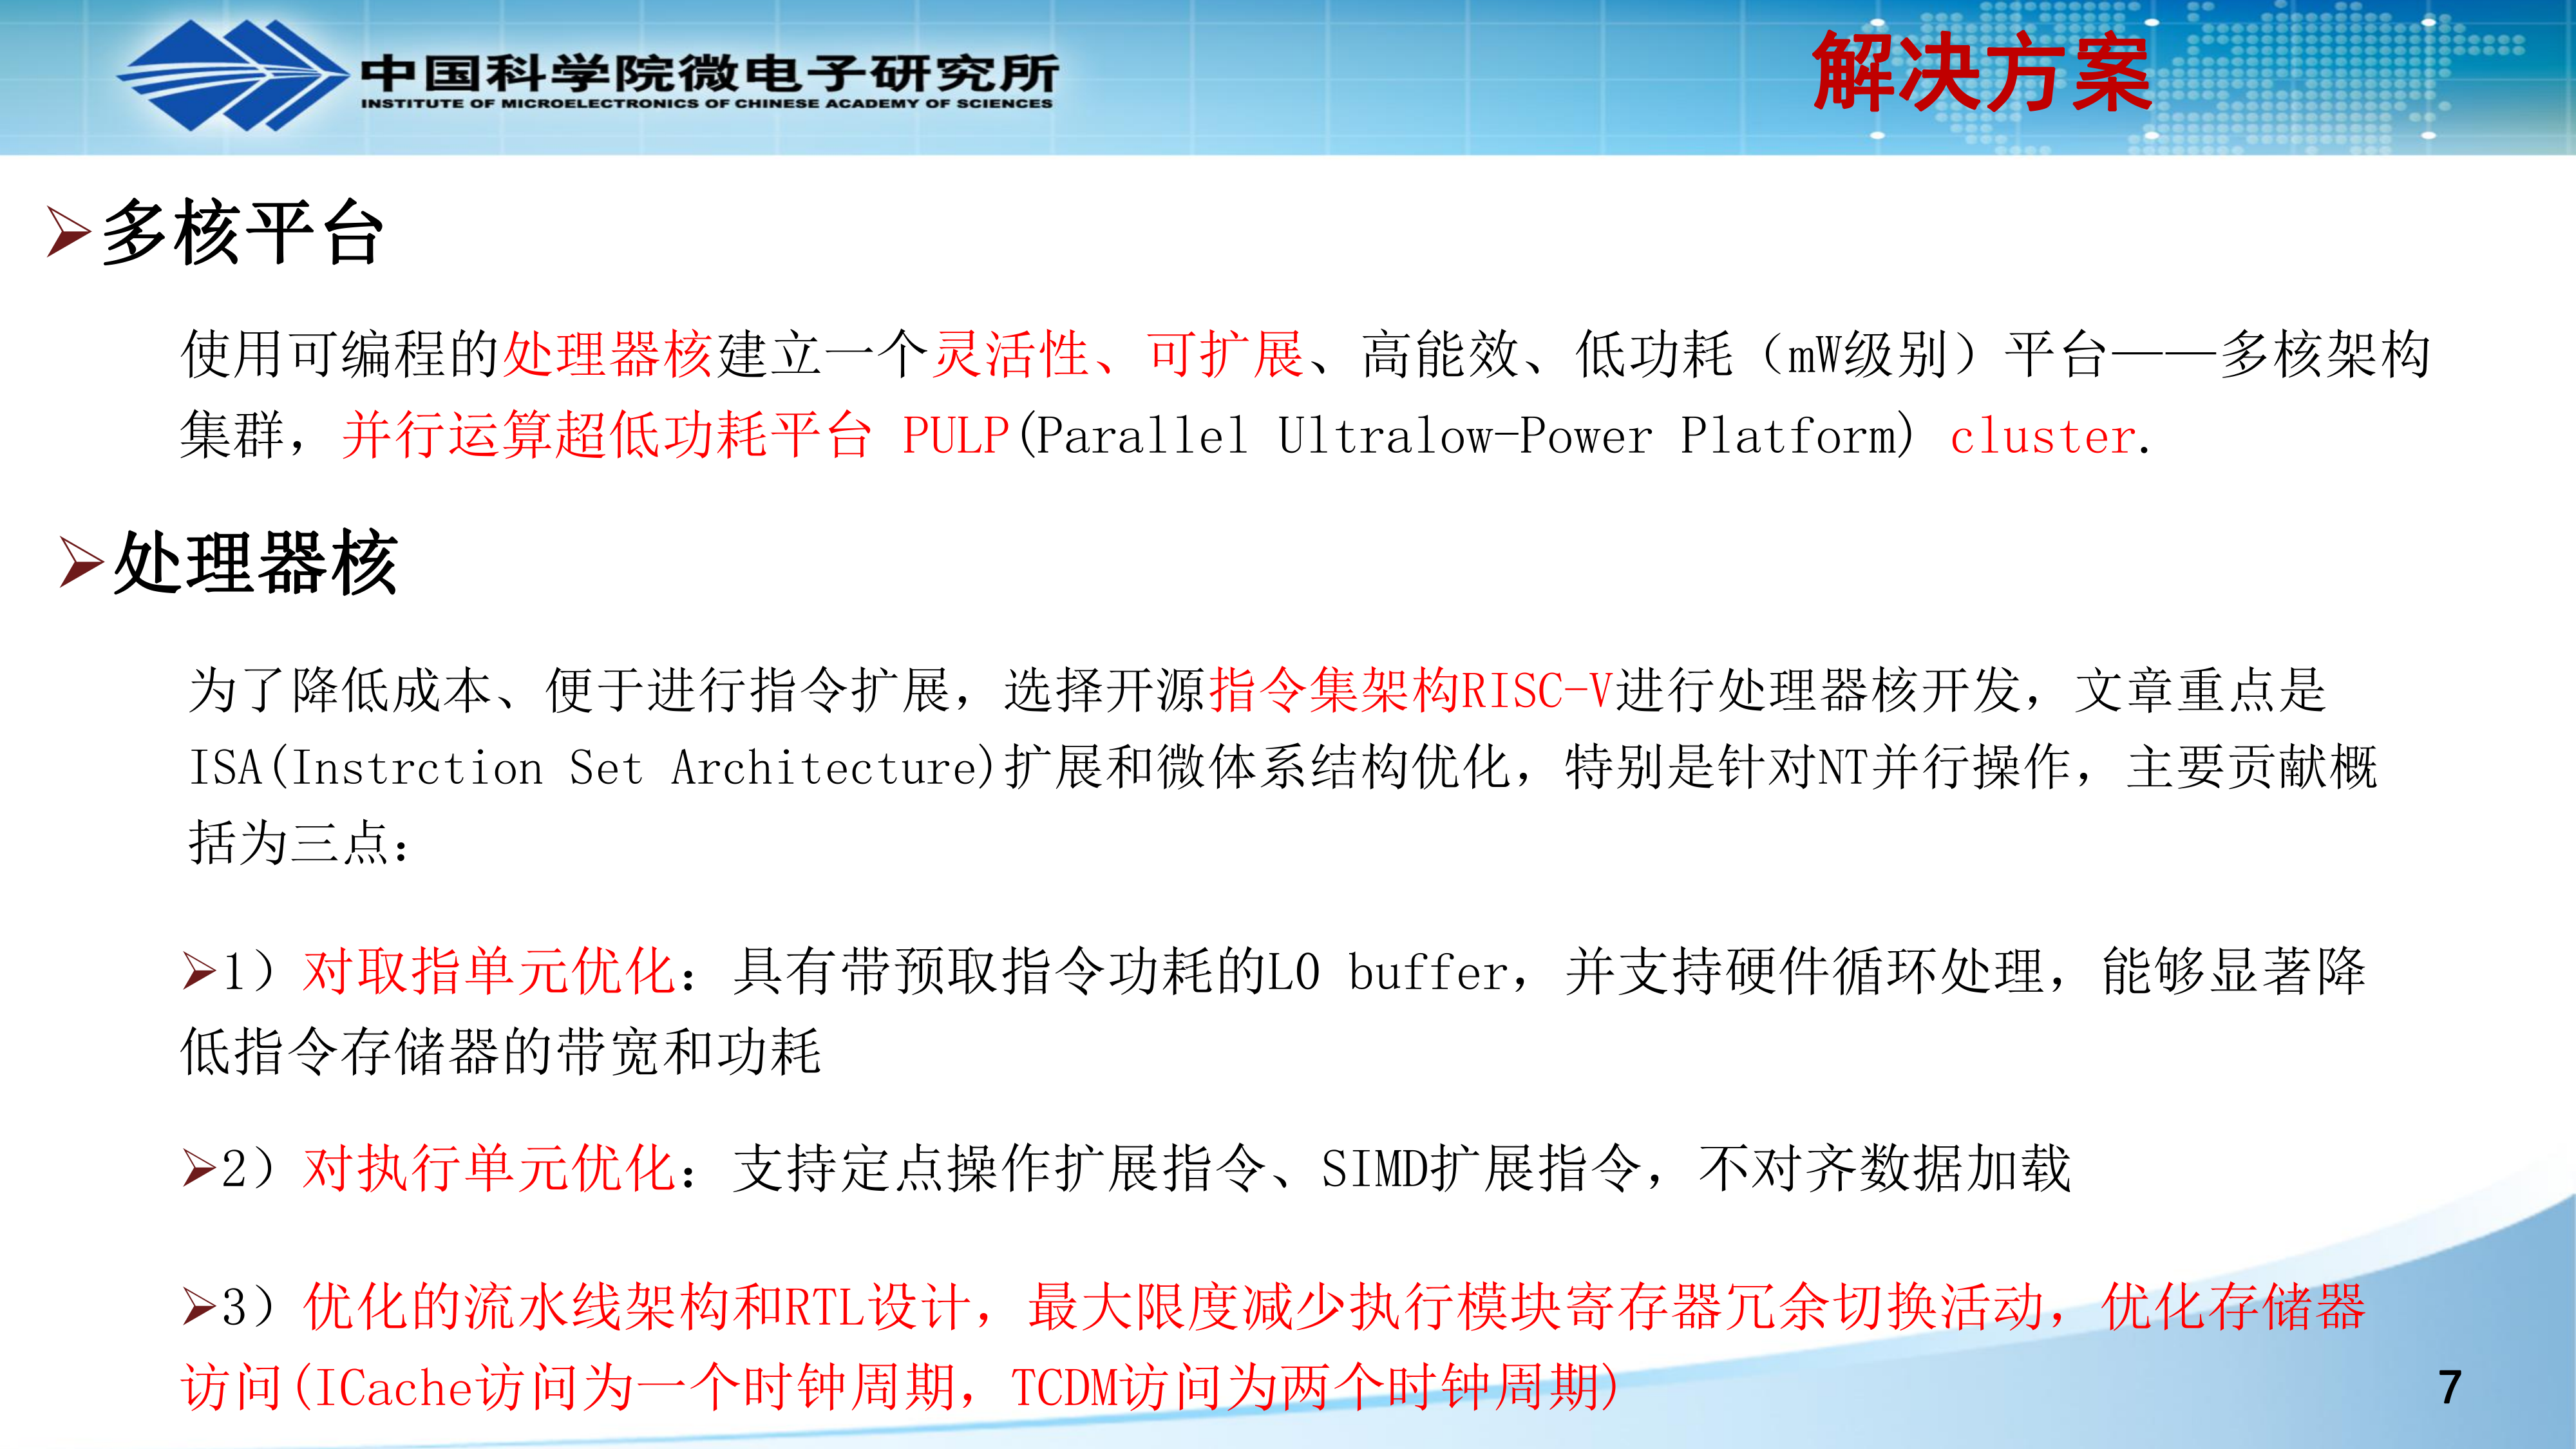 中国科学院微电子研究所
INSTITUTE OF MICROELECTRONICS OF CHINESE ACADEMY OF SCIENCES
解决方案
➢多核平台
使用可编程的处理器核建立一个灵活性、可扩展、高能效、低功耗（mW级别）平台——多核架构
集群，并行运算超低功耗平台 PULP(Parallel Ultralow-Power Platform) cluster.
➢处理器核
为了降低成本、便于进行指令扩展，选择开源指令集架构RISC-V进行处理器核开发，文章重点是
ISA(Instrction Set Architecture)扩展和微体系结构优化，特别是针对NT并行操作，主要贡献概
括为三点：
➢1）对取指单元优化：具有带预取指令功耗的L0 buffer，并支持硬件循环处理，能够显著降
低指令存储器的带宽和功耗
➢2）对执行单元优化：支持定点操作扩展指令、SIMD扩展指令，不对齐数据加载
➢3）优化的流水线架构和RTL设计，最大限度减少执行模块寄存器冗余切换活动，优化存储器
访问(ICache访问为一个时钟周期，TCDM访问为两个时钟周期)
7